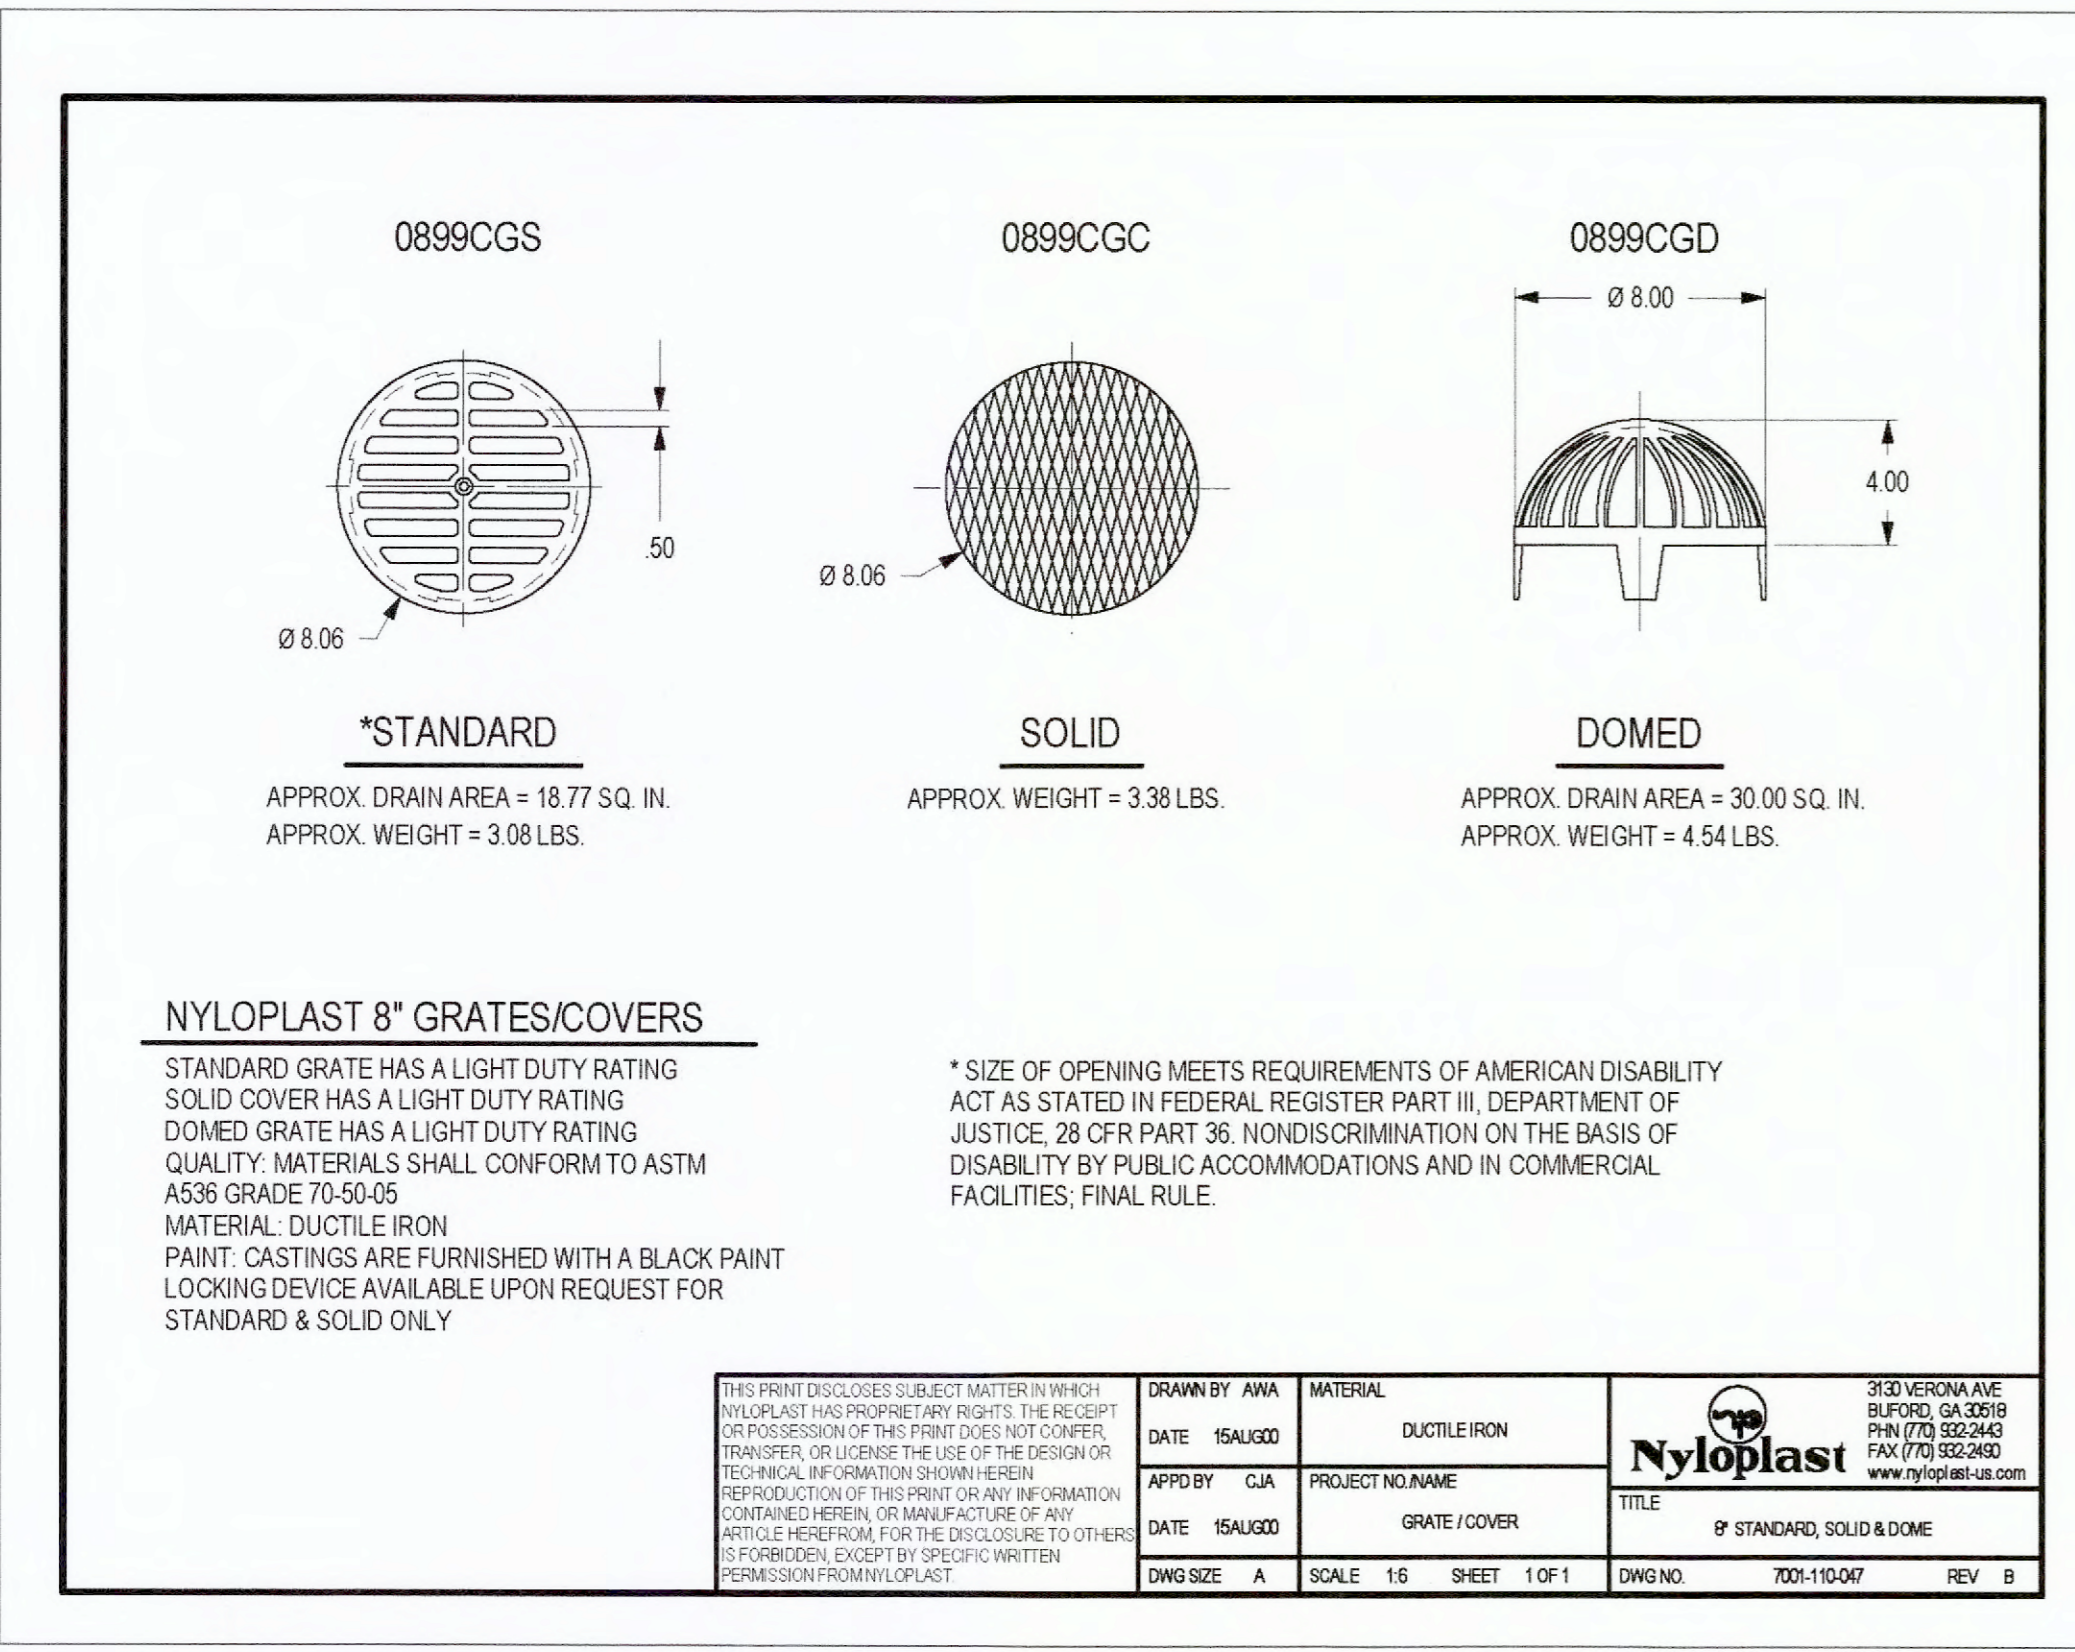 0899CGS
0899CGC
0899CGD
Ø 8.00
4.00
.50
Ø 8.06
Ø 8.06
*STANDARD
APPROX. DRAIN AREA = 18.77 SQ. IN.
APPROX. WEIGHT = 3.08 LBS.
SOLID
APPROX. WEIGHT = 3.38 LBS.
DOMED
APPROX. DRAIN AREA = 30.00 SQ. IN.
APPROX. WEIGHT = 4.54 LBS.
NYLOPLAST 8" GRATES/COVERS
STANDARD GRATE HAS A LIGHT DUTY RATING
SOLID COVER HAS A LIGHT DUTY RATING
DOMED GRATE HAS A LIGHT DUTY RATING
QUALITY: MATERIALS SHALL CONFORM TO ASTM
A536 GRADE 70-50-05
MATERIAL: DUCTILE IRON
PAINT: CASTINGS ARE FURNISHED WITH A BLACK PAINT
LOCKING DEVICE AVAILABLE UPON REQUEST FOR
STANDARD & SOLID ONLY
* SIZE OF OPENING MEETS REQUIREMENTS OF AMERICAN DISABILITY
ACT AS STATED IN FEDERAL REGISTER PART III, DEPARTMENT OF
JUSTICE, 28 CFR PART 36. NONDISCRIMINATION ON THE BASIS OF
DISABILITY BY PUBLIC ACCOMMODATIONS AND IN COMMERCIAL
FACILITIES; FINAL RULE.
THIS PRINT DISCLOSES SUBJECT MATTER IN WHICH
NYLOPLAST HAS PROPRIETARY RIGHTS. THE RECEIPT
OR POSSESSION OF THIS PRINT DOES NOT CONFER,
TRANSFER, OR LICENSE THE USE OF THE DESIGN OR
TECHNICAL INFORMATION SHOWN HEREIN
REPRODUCTION OF THIS PRINT OR ANY INFORMATION
CONTAINED HEREIN, OR MANUFACTURE OF ANY
ARTICLE HEREFROM, FOR THE DISCLOSURE TO OTHERS
IS FORBIDDEN, EXCEPT BY SPECIFIC WRITTEN
PERMISSION FROM NYLOPLAST.
DRAWN BY AWA
DATE 15AUG00
APPD BY CJA
DATE 15AUG00
DWG SIZE A
MATERIAL
DUCTILE IRON
PROJECT NO./NAME
GRATE / COVER
SCALE 1:6 SHEET 1 OF 1
Nyloplast
3130 VERONA AVE
BUFORD, GA 30518
PHN (770) 932-2443
FAX (770) 932-2490
www.nyloplast-us.com
TITLE
8" STANDARD, SOLID & DOME
DWG NO. 7001-110-047 REV B